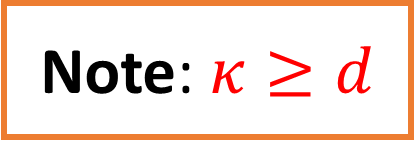 Note: κ ≥ d